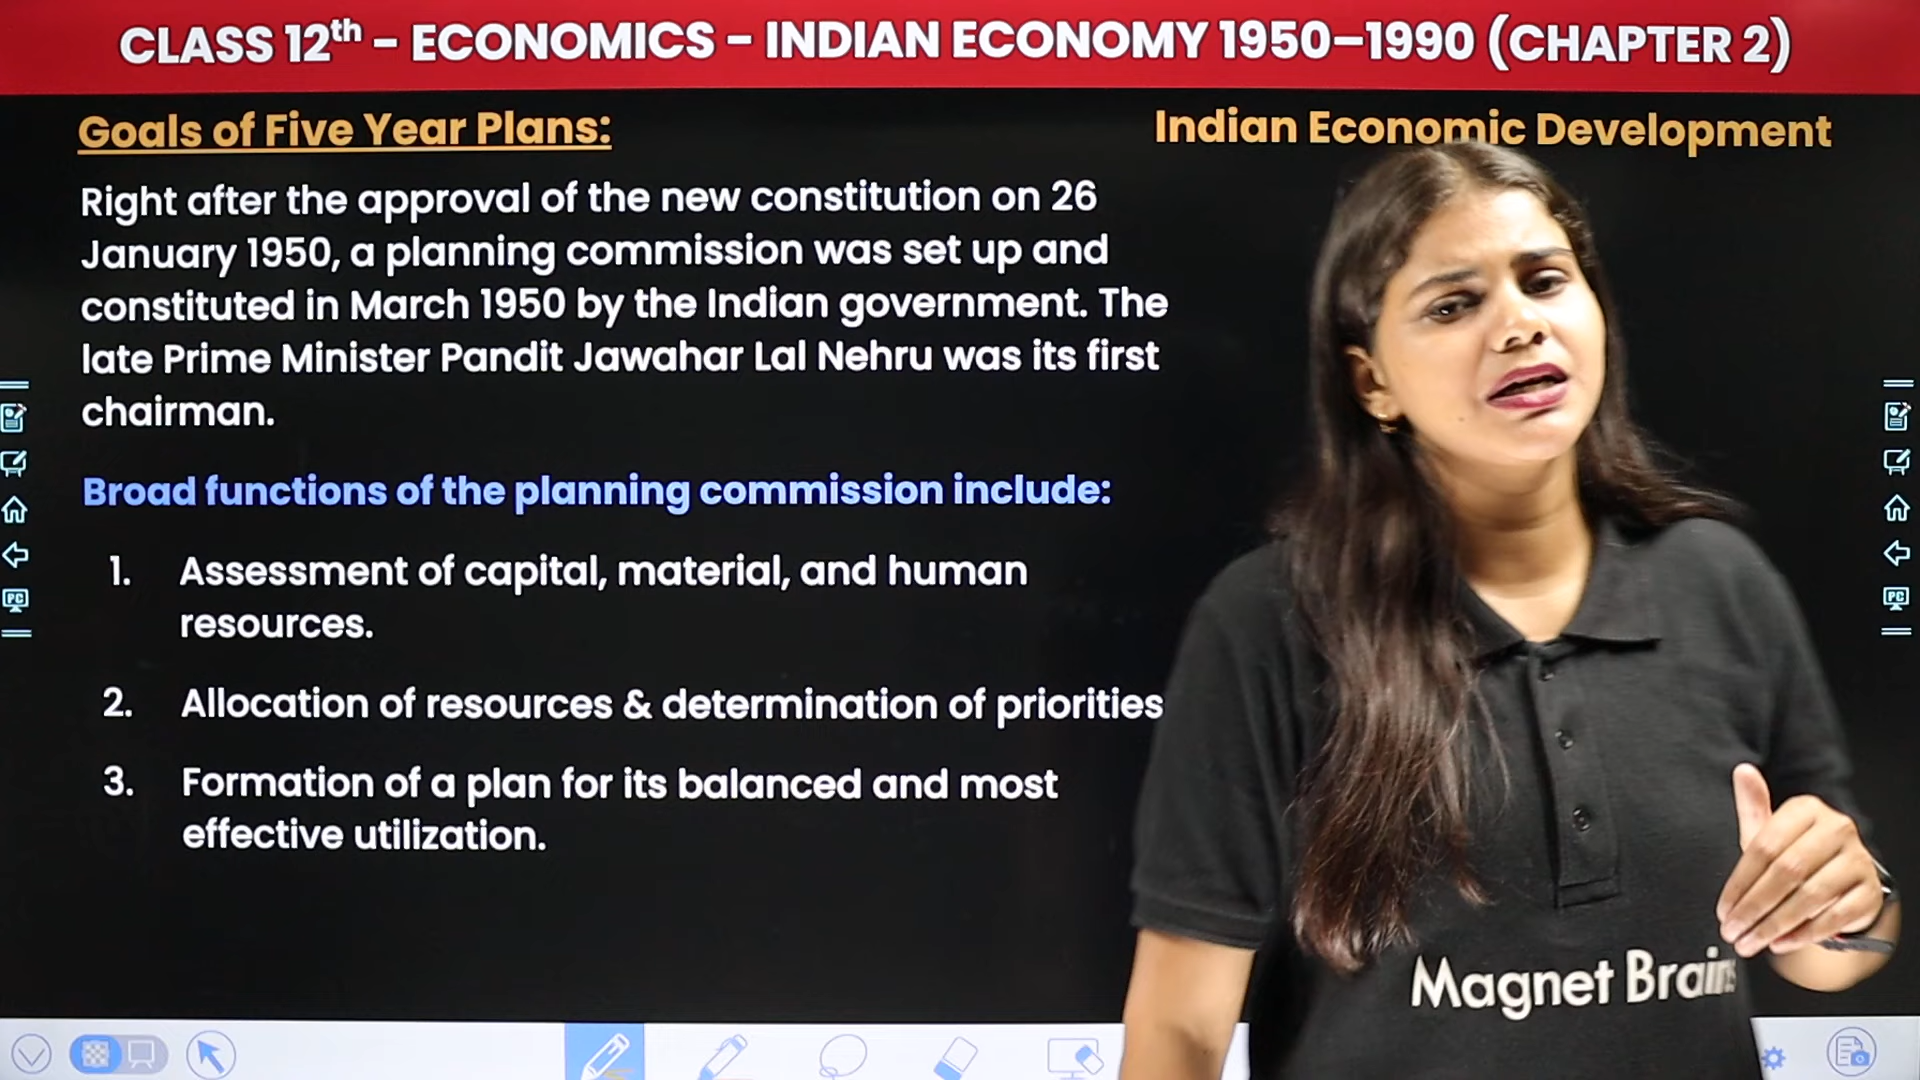 CLASS 12th – ECONOMICS – INDIAN ECONOMY 1950–1990 (CHAPTER 2)
Goals of Five Year Plans:
Indian Economic Development
Right after the approval of the new constitution on 26
January 1950, a planning commission was set up and
constituted in March 1950 by the Indian government. The
late Prime Minister Pandit Jawahar Lal Nehru was its first
chairman.
Broad functions of the planning commission include:
1. Assessment of capital, material, and human
resources.
2. Allocation of resources & determination of priorities
3. Formation of a plan for its balanced and most
effective utilization.
Magnet Brains
PC
PC